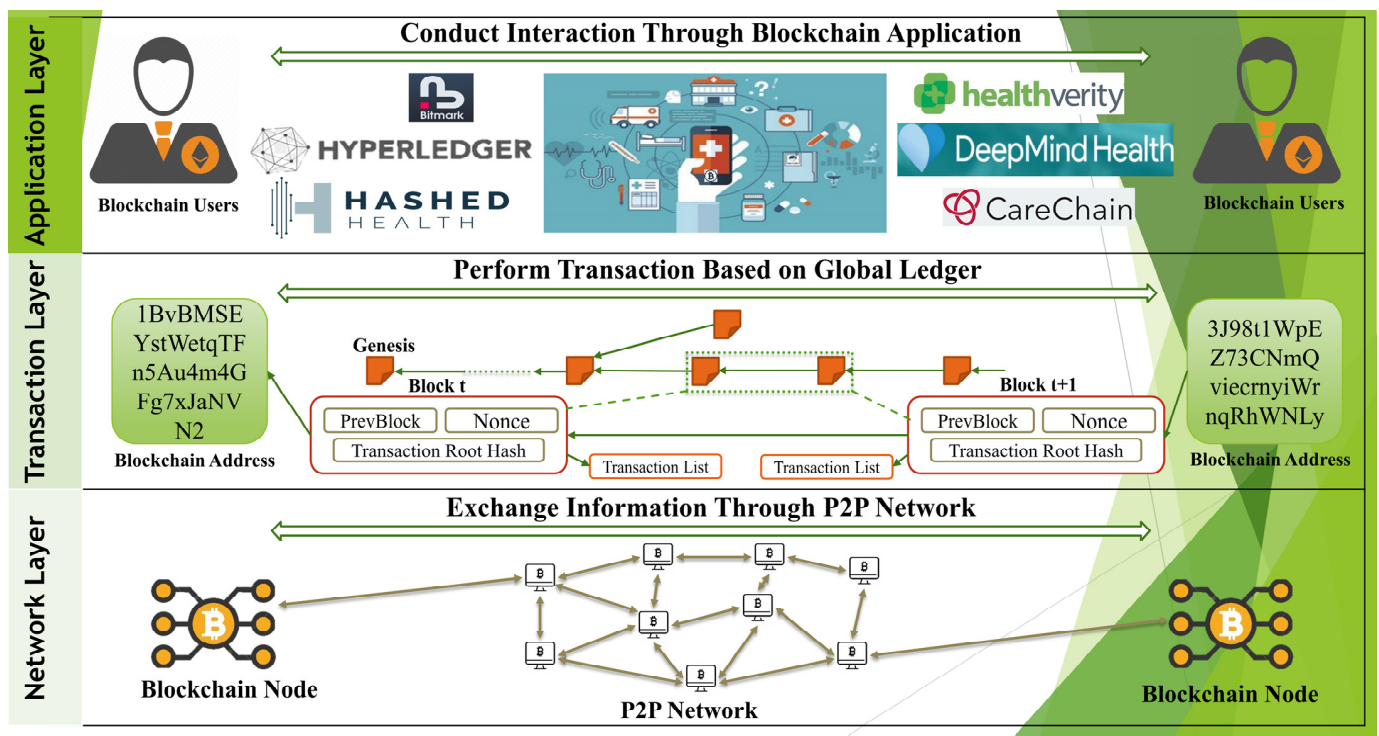 Application Layer
Conduct Interaction Through Blockchain Application
Blockchain Users
Bitmark
HYPERLEDGER
HASHED
HEALTH
healthverity
DeepMind Health
CareChain
Blockchain Users
Transaction Layer
Perform Transaction Based on Global Ledger
1BvBMSE
YstWetqTF
n5Au4m4G
Fg7xJaNV
N2
Blockchain Address
Genesis
Block t
PrevBlock
Nonce
Transaction Root Hash
Transaction List
Block t+1
PrevBlock
Nonce
Transaction Root Hash
Transaction List
3J98t1WpE
Z73CNmQ
viecrnyiWr
nqRhWNLy
Blockchain Address
Network Layer
Exchange Information Through P2P Network
Blockchain Node
P2P Network
Blockchain Node